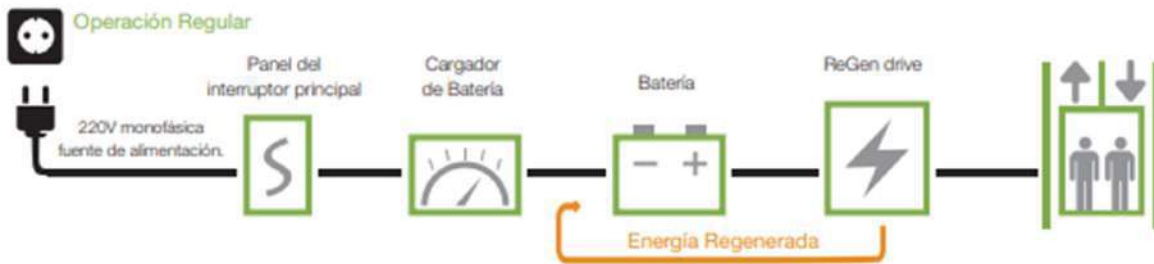 Operación Regular
Panel del
interruptor principal
Cargador
de Batería
Batería
ReGen drive
220V monofásica
fuente de alimentación.
Energía Regenerada